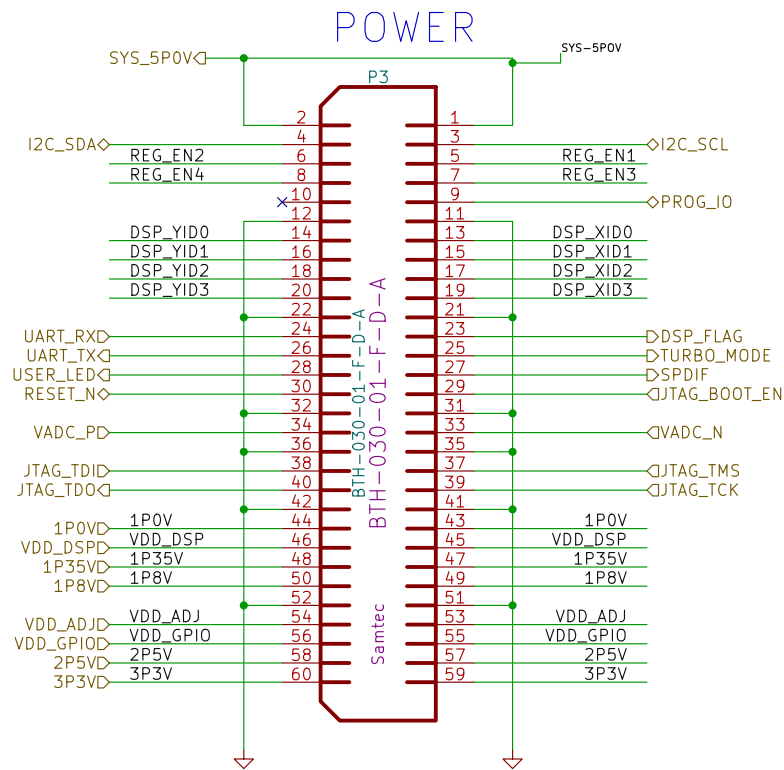 POWER
SYS_5P0V
SYS-5P0V
P3
2 1
I2C_SDA 4 3 I2C_SCL
REG_EN2 6 5 REG_EN1
REG_EN4 8 7 REG_EN3
10 9 PROG_IO
12 11
DSP_YID0 14 13 DSP_XID0
DSP_YID1 16 15 DSP_XID1
DSP_YID2 18 17 DSP_XID2
DSP_YID3 20 19 DSP_XID3
22 21
UART_RX 24 23 DSP_FLAG
UART_TX 26 25 TURBO_MODE
USER_LED 28 27 SPDIF
RESET_N 30 29 JTAG_BOOT_EN
32 31
VADC_P 34 33 VADC_N
36 35
JTAG_TDI 38 37 JTAG_TMS
JTAG_TDO 40 39 JTAG_TCK
42 41
1P0V 1P0V 44 43 1P0V
VDD_DSP VDD_DSP 46 45 VDD_DSP
1P35V 1P35V 48 47 1P35V
1P8V 1P8V 50 49 1P8V
52 51
VDD_ADJ VDD_ADJ 54 53 VDD_ADJ
VDD_GPIO VDD_GPIO 56 55 VDD_GPIO
2P5V 2P5V 58 57 2P5V
3P3V 3P3V 60 59 3P3V
BTH-030-01-F-D-A
BTH-030-01-F-D-A
Samtec